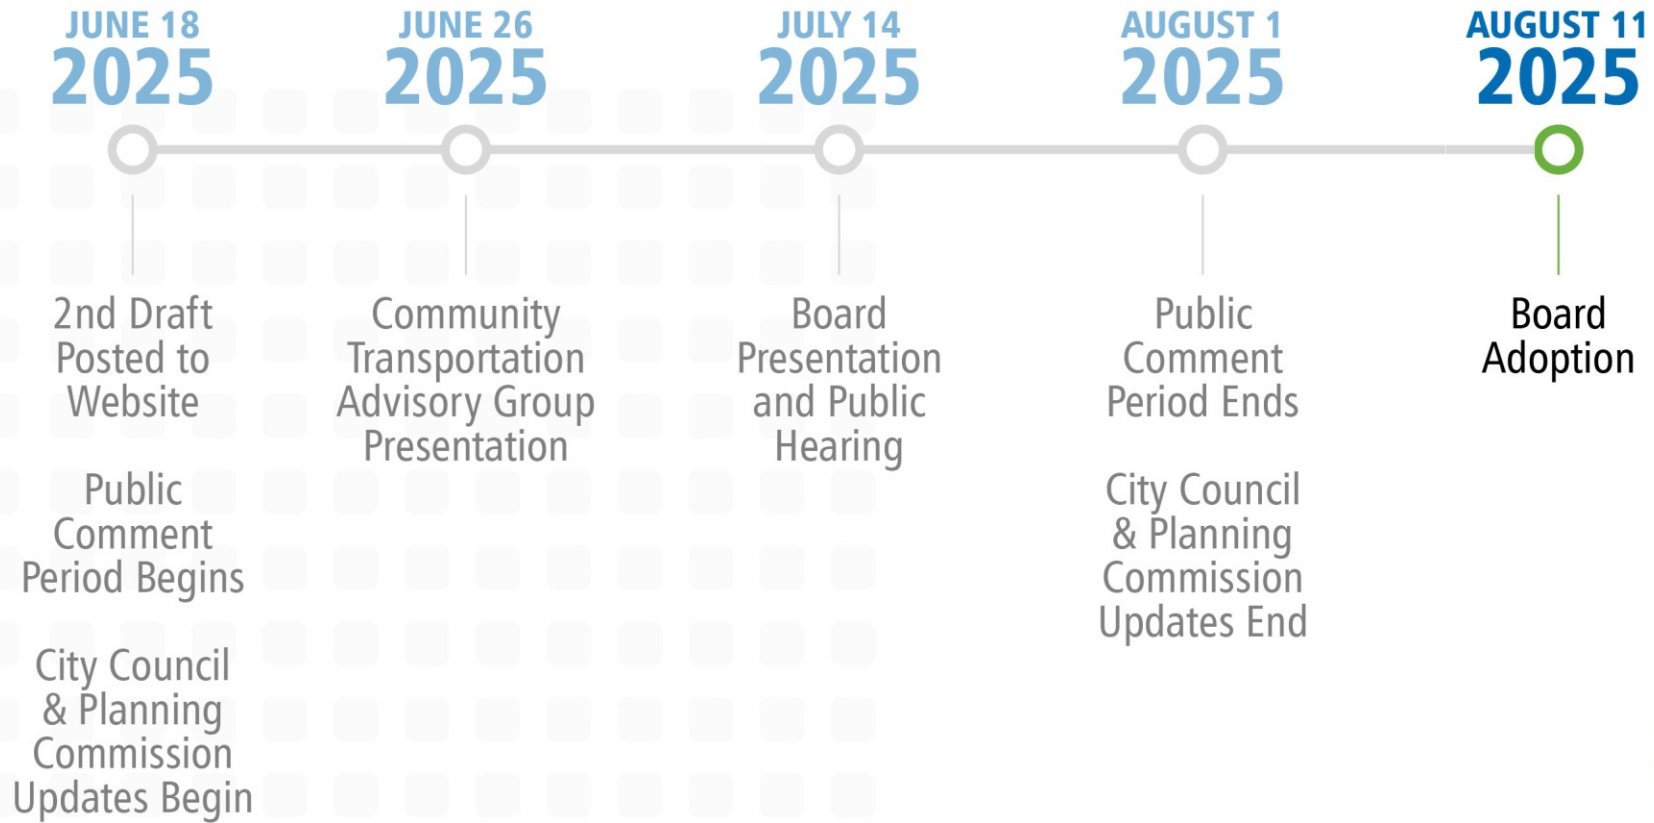 JUNE 18
2025
2nd Draft
Posted to
Website
Public
Comment
Period Begins
City Council
& Planning
Commission
Updates Begin
JUNE 26
2025
Community
Transportation
Advisory Group
Presentation
JULY 14
2025
Board
Presentation
and Public
Hearing
AUGUST 1
2025
Public
Comment
Period Ends
City Council
& Planning
Commission
Updates End
AUGUST 11
2025
Board
Adoption